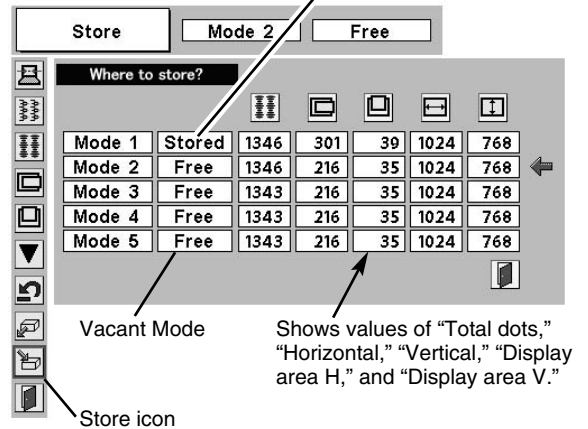 Store Mode 2 Free
Where to store?
Mode 1 Stored 1346 301 39 1024 768
Mode 2 Free 1346 216 35 1024 768
Mode 3 Free 1343 216 35 1024 768
Mode 4 Free 1343 216 35 1024 768
Mode 5 Free 1343 216 35 1024 768
Vacant Mode
Shows values of “Total dots,”
“Horizontal,” “Vertical,” “Display
area H,” and “Display area V.”
Store icon